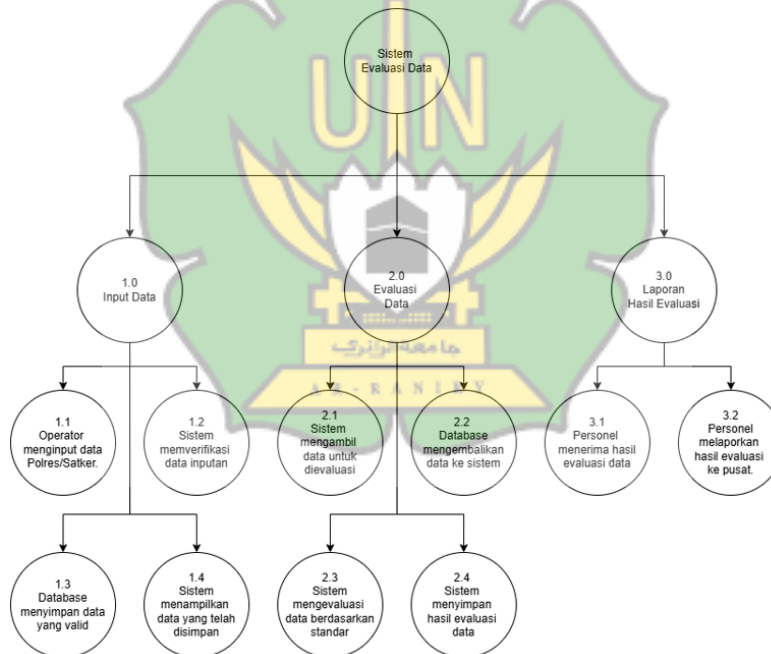 Sistem
Evaluasi Data
UIN
1.0
Input Data
2.0
Evaluasi
Data
3.0
Laporan
Hasil Evaluasi
جامعة الرانري
AR-RANIRY
1.1
Operator
menginput data
Polres/Satker.
1.2
Sistem
memverifikasi
data inputan
2.1
Sistem
mengambil
data untuk
dievaluasi
2.2
Database
mengembalikan
data ke sistem
3.1
Personel
menerima hasil
evaluasi data
3.2
Personel
melaporkan
hasil evaluasi
ke pusat.
1.3
Database
menyimpan data
yang valid
1.4
Sistem
menampilkan
data yang telah
disimpan
2.3
Sistem
mengevaluasi
data berdasarkan
standar
2.4
Sistem
menyimpan
hasil evaluasi
data